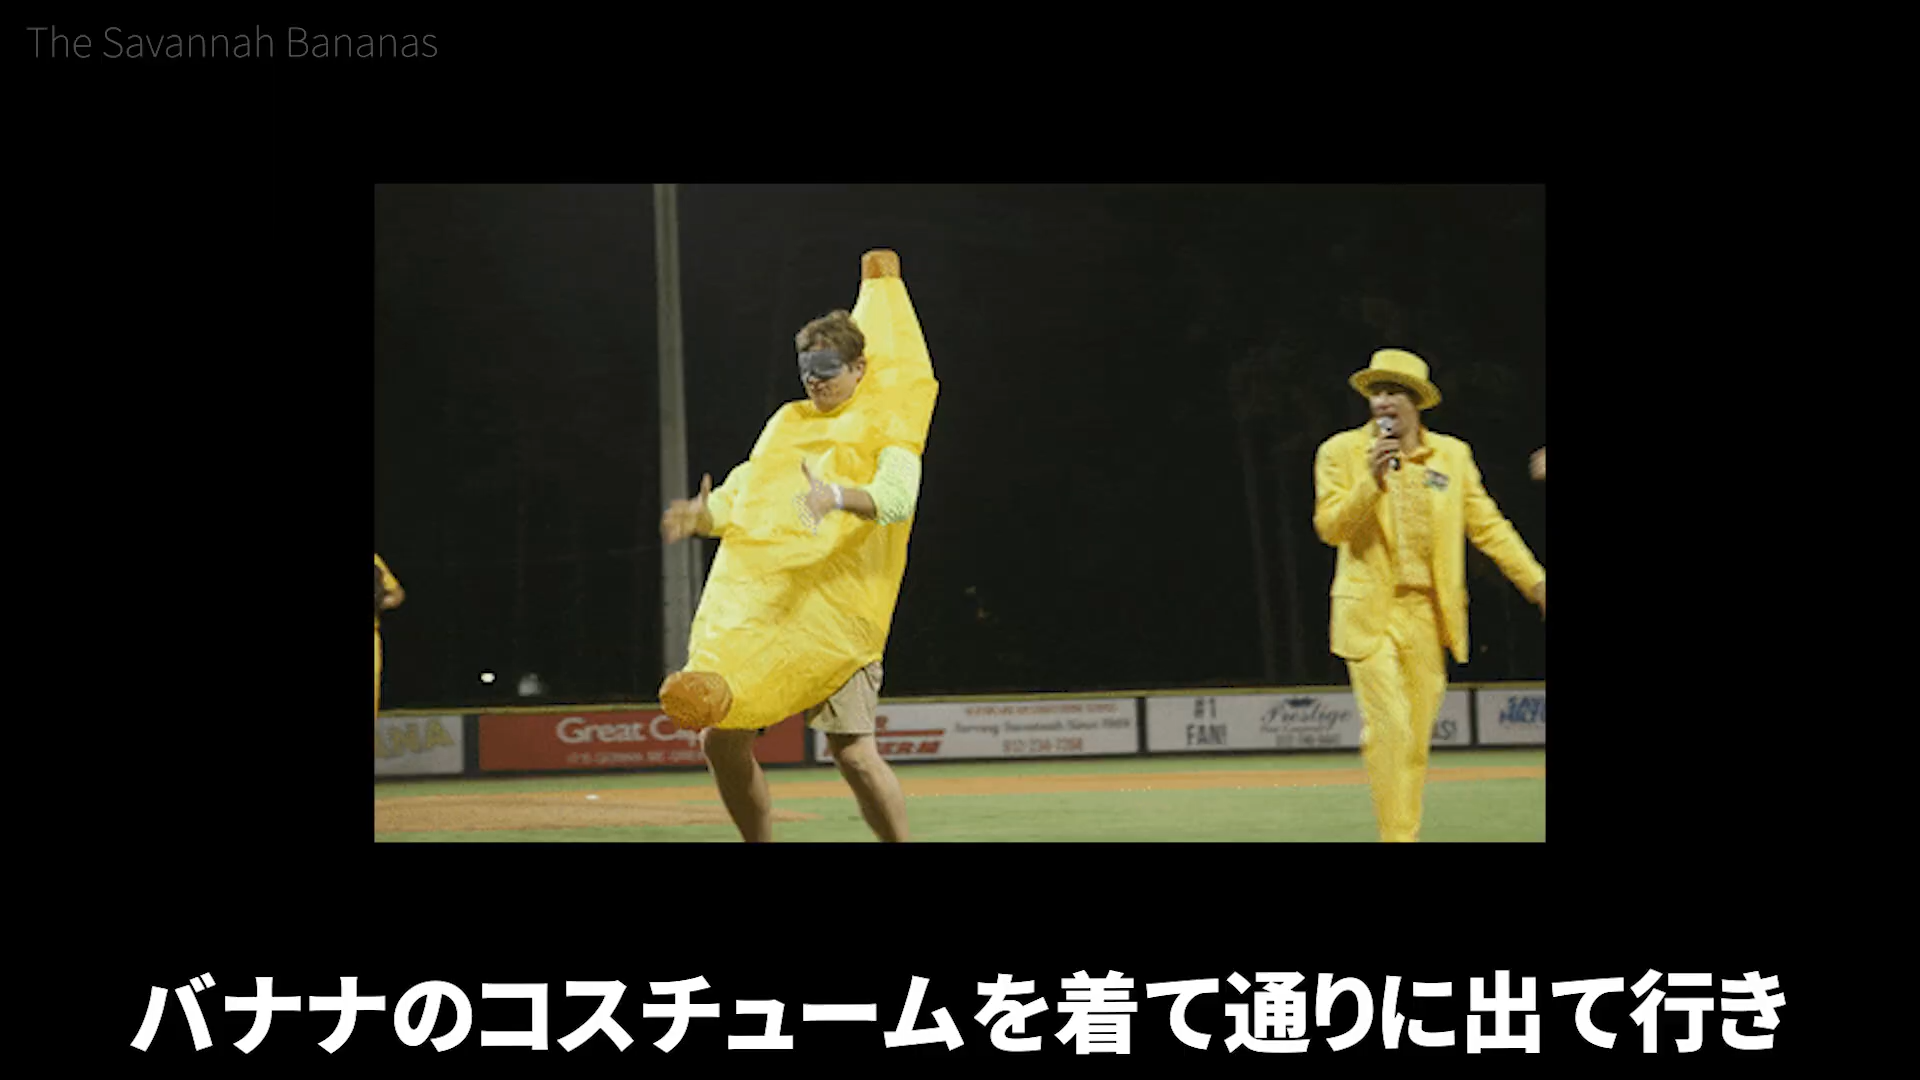 The Savannah Bananas
Great
#1
FAN!
Prestige
バナナのコスチュームを着て通りに出て行き